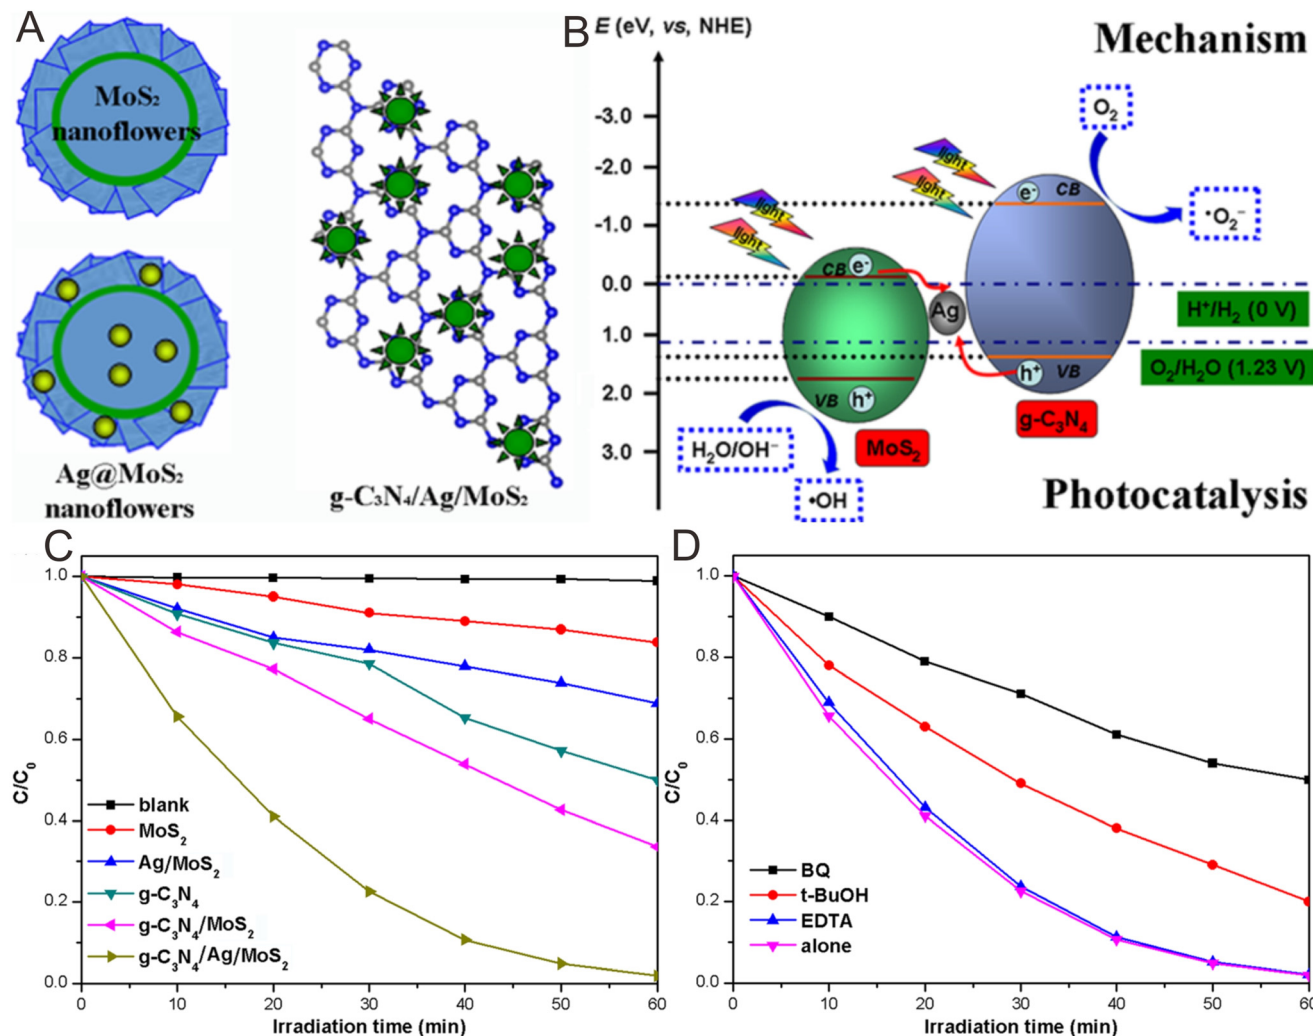 A
MoS₂
nanoflowers
Ag@MoS₂
nanoflowers
g-C₃N₄/Ag/MoS₂
B
E (eV, vs, NHE)
Mechanism
-3.0
-2.0
-1.0
0.0
1.0
2.0
3.0
light
light
light
light
CB
e⁻
CB
e⁻
O₂
•O₂⁻
Ag
H⁺/H₂ (0 V)
O₂/H₂O (1.23 V)
VB
h⁺
VB
h⁺
g-C₃N₄
MoS₂
H₂O/OH⁻
•OH
Photocatalysis
C
1.0
0.8
0.6
0.4
0.2
0.0
C/C₀
blank
MoS₂
Ag/MoS₂
g-C₃N₄
g-C₃N₄/MoS₂
g-C₃N₄/Ag/MoS₂
0 10 20 30 40 50 60
Irradiation time (min)
D
1.0
0.8
0.6
0.4
0.2
0.0
C/C₀
BQ
t-BuOH
EDTA
alone
0 10 20 30 40 50 60
Irradiation time (min)